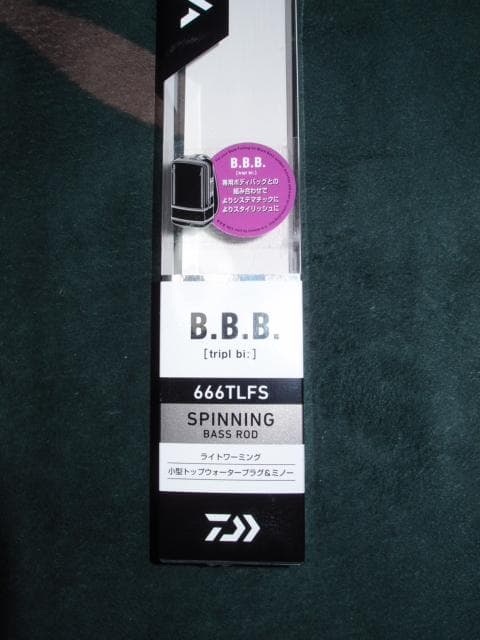 B.B.B.
[tripl bi:]
専用ボディバッグとの
組み合わせで
よりシステマチックに
よりスタイリッシュに
B.B.B.
[tripl bi:]
666TLFS
SPINNING
BASS ROD
ライトワーミング
小型トップウォータープラグ&ミノー